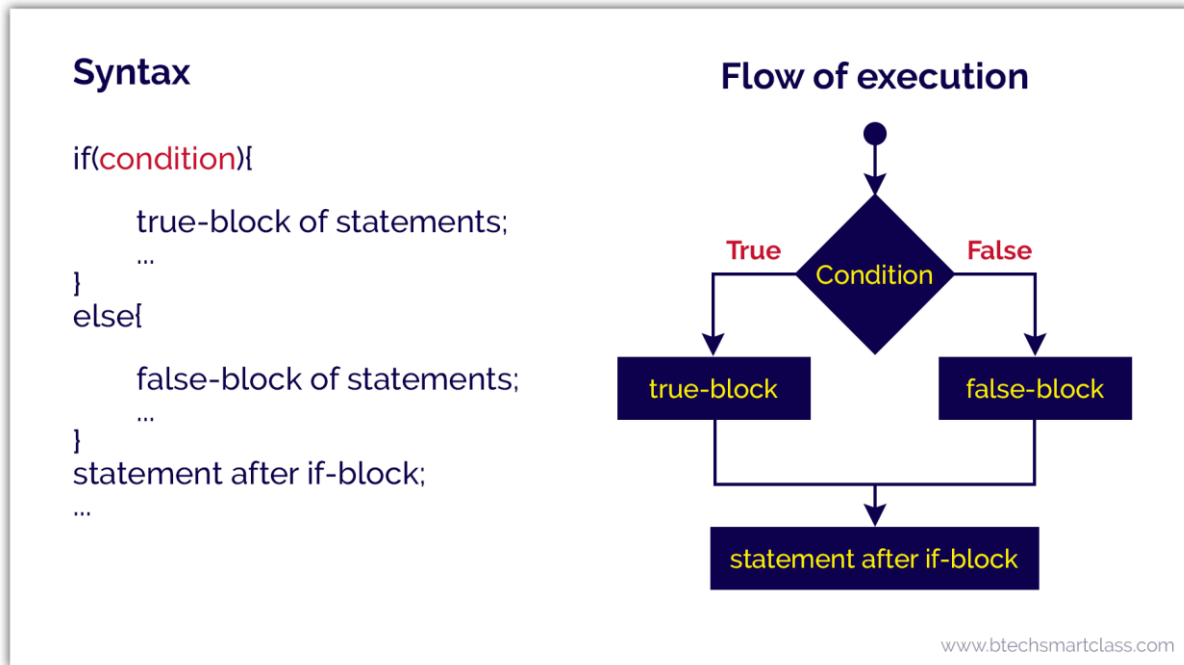 Syntax
if(condition){
true-block of statements;
...
}
else{
false-block of statements;
...
}
statement after if-block;
...
Flow of execution
True
False
Condition
true-block
false-block
statement after if-block
www.btechsmartclass.com